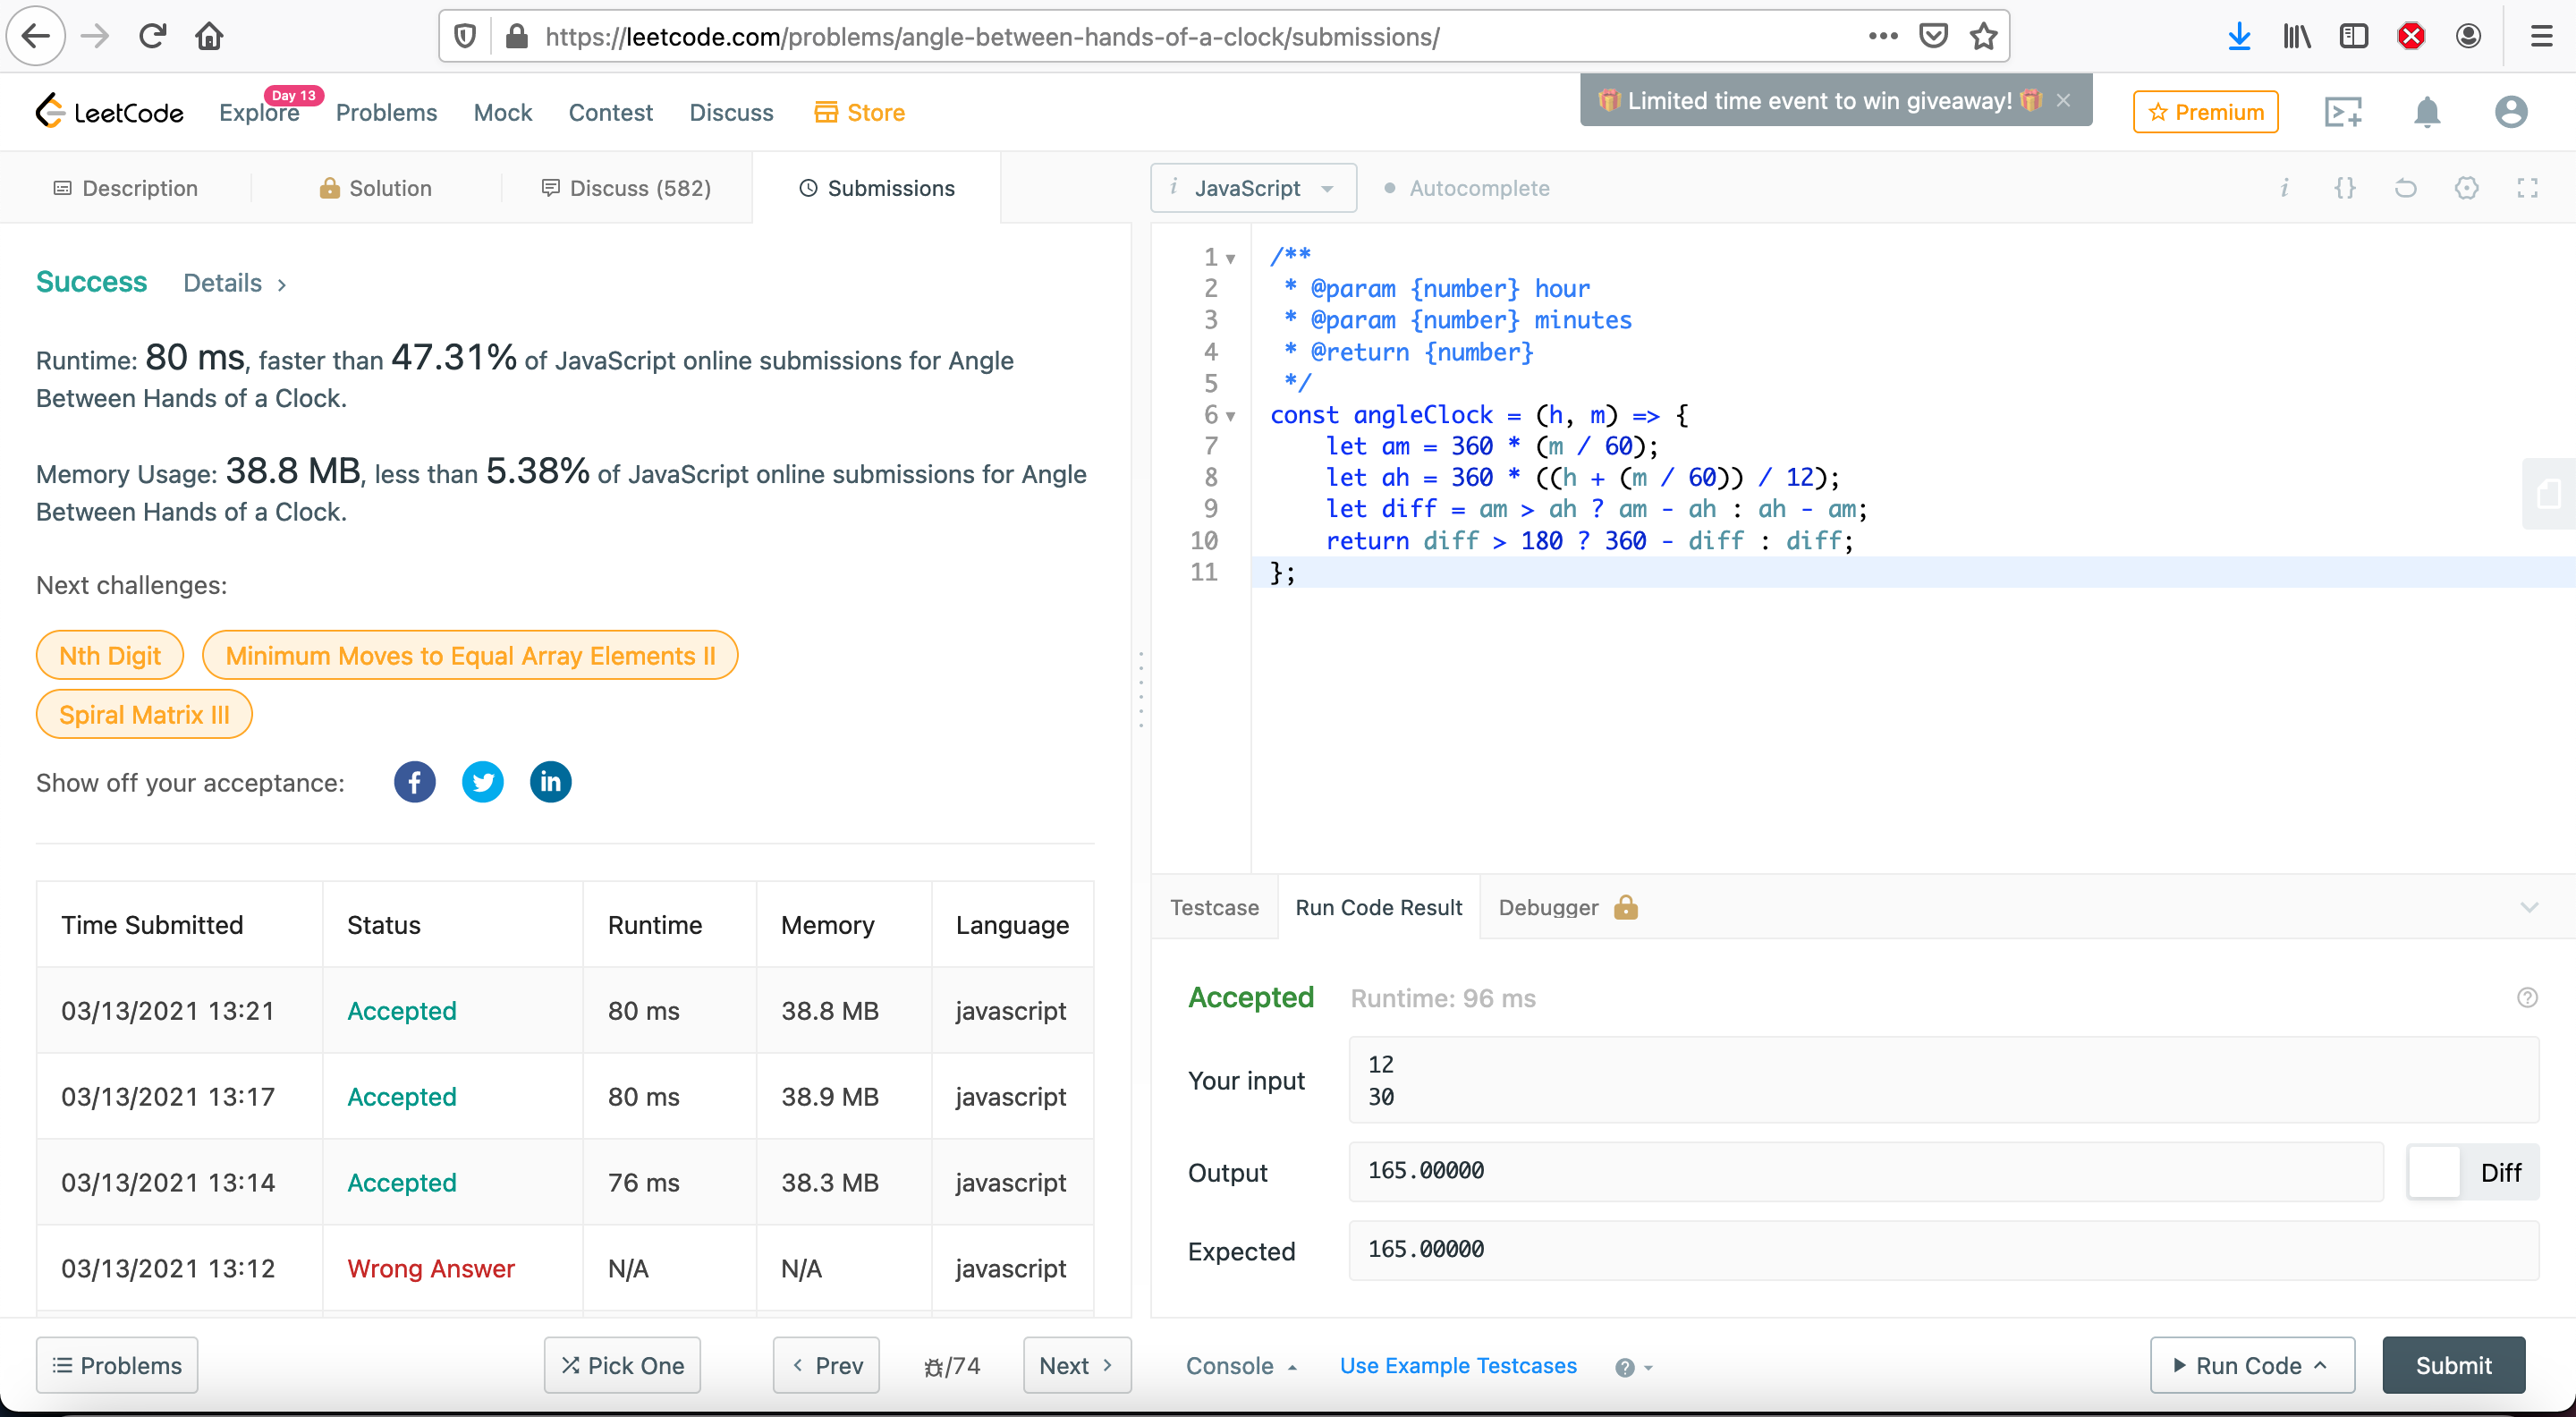 https://leetcode.com/problems/angle-between-hands-of-a-clock/submissions/
LeetCode
Explore
Day 13
Problems
Mock
Contest
Discuss
Store
Limited time event to win giveaway!
Premium
Description
Solution
Discuss (582)
Submissions
i JavaScript
Autocomplete
Success
Details
Runtime: 80 ms, faster than 47.31% of JavaScript online submissions for Angle
Between Hands of a Clock.
Memory Usage: 38.8 MB, less than 5.38% of JavaScript online submissions for Angle
Between Hands of a Clock.
Next challenges:
Nth Digit
Minimum Moves to Equal Array Elements II
Spiral Matrix III
Show off your acceptance:
Time Submitted Status Runtime Memory Language
03/13/2021 13:21 Accepted 80 ms 38.8 MB javascript
03/13/2021 13:17 Accepted 80 ms 38.9 MB javascript
03/13/2021 13:14 Accepted 76 ms 38.3 MB javascript
03/13/2021 13:12 Wrong Answer N/A N/A javascript
Problems
Pick One
Prev
/74
Next
1 /**
2 * @param {number} hour
3 * @param {number} minutes
4 * @return {number}
5 */
6 const angleClock = (h, m) => {
7 let am = 360 * (m / 60);
8 let ah = 360 * ((h + (m / 60)) / 12);
9 let diff = am > ah ? am - ah : ah - am;
10 return diff > 180 ? 360 - diff : diff;
11 };
Testcase
Run Code Result
Debugger
Accepted
Runtime: 96 ms
Your input
12
30
Output
165.00000
Diff
Expected
165.00000
Console
Use Example Testcases
Run Code
Submit